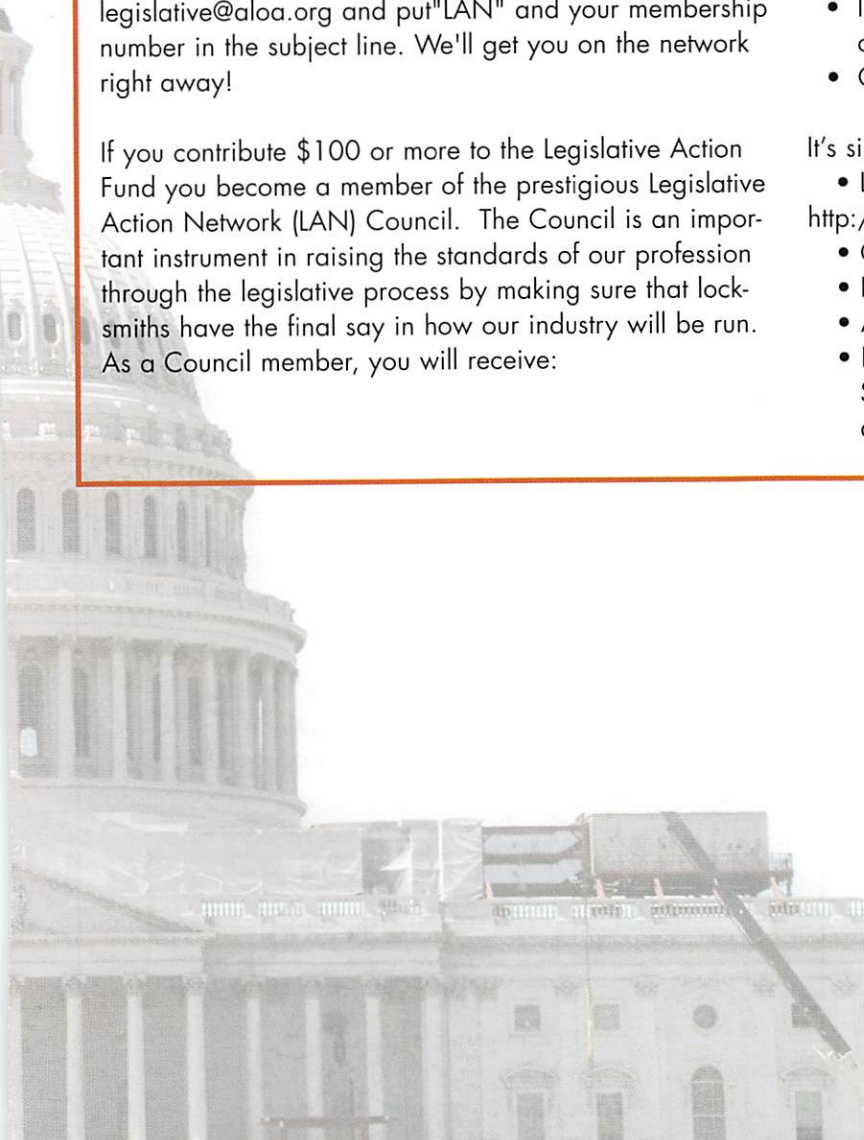 legislative@aloa.org and put"LAN" and your membership
number in the subject line. We'll get you on the network
right away!
If you contribute $100 or more to the Legislative Action
Fund you become a member of the prestigious Legislative
Action Network (LAN) Council.  The Council is an impor-
tant instrument in raising the standards of our profession
through the legislative process by making sure that lock-
smiths have the final say in how our industry will be run.
As a Council member, you will receive:
It's
http:/